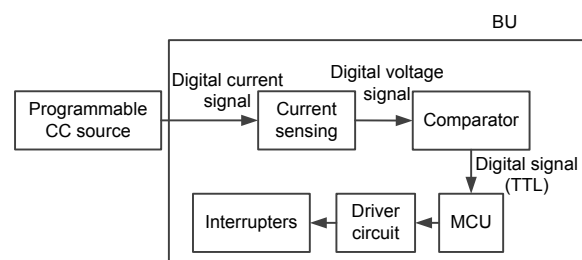 BU
Digital current
signal
Digital voltage
signal
Programmable
CC source
Current
sensing
Comparator
Digital signal
(TTL)
Interrupters
Driver
circuit
MCU